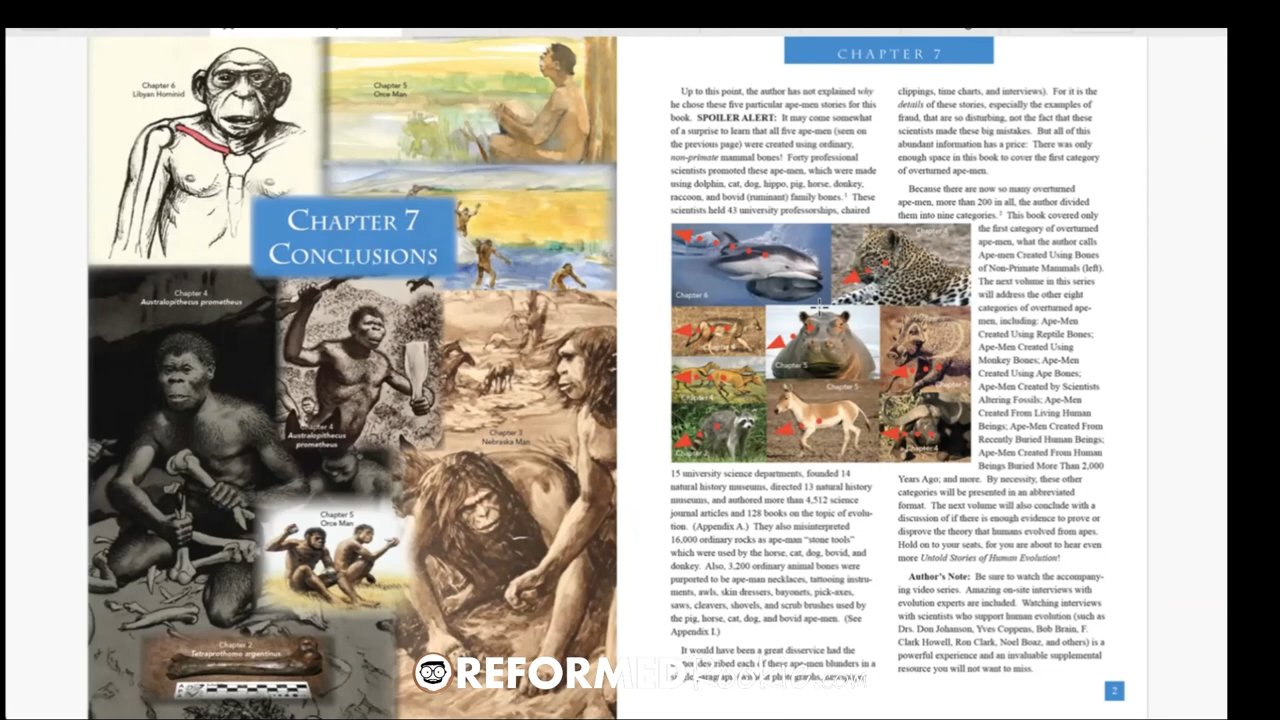 Chapter 6
Libyan Hominid
Chapter 5
Orce Man
CHAPTER 7
CONCLUSIONS
Chapter 4
Australopithecus prometheus
Chapter 4
Australopithecus
prometheus
Chapter 3
Nebraska Man
Chapter 5
Orce Man
Chapter 2
Tetraprothomo argentinus
CHAPTER 7
Up to this point, the author has not explained why
he chose these five particular ape-men stories for this
book. SPOILER ALERT: It may come somewhat
of a surprise to learn that all five ape-men (seen on
the previous page) were created using ordinary,
non-primate mammal bones! Forty professional
scientists promoted these ape-men, which were made
using dolphin, cat, dog, hippo, pig, horse, donkey,
raccoon, and bovid (ruminant) family bones. 1 These
scientists held 43 university professorships, chaired
Chapter 6
Chapter 5
Chapter 5
Chapter 3
Chapter 4
Chapter 2
Chapter 4
15 university science departments, founded 14
natural history museums, directed 13 natural history
museums, and authored more than 4,512 science
journal articles and 128 books on the topic of evolu-
tion. (Appendix A.) They also misinterpreted
16,000 ordinary rocks as ape-man “stone tools”
which were used by the horse, cat, dog, bovid, and
donkey. Also, 3,200 ordinary animal bones were
purported to be ape-man necklaces, tattooing instru-
ments, awls, skin dressers, bayonets, pick-axes,
saws, cleavers, shovels, and scrub brushes used by
the pig, horse, cat, dog, and bovid ape-men. (See
Appendix I.)
It would have been a great disservice had the
each of these ape-men blunders in a
clippings, time charts, and interviews). For it is the
details of these stories, especially the examples of
fraud, that are so disturbing, not the fact that these
scientists made these big mistakes. But all of this
abundant information has a price: There was only
enough space in this book to cover the first category
of overturned ape-men.
Because there are now so many overturned
ape-men, more than 200 in all, the author divided
them into nine categories. 2 This book covered only
the first category of overturned
ape-men, what the author calls
Ape-men Created Using Bones
of Non-Primate Mammals (left).
The next volume in this series
will address the other eight
categories of overturned ape-
men, including: Ape-Men
Created Using Reptile Bones;
Ape-Men Created Using
Monkey Bones; Ape-Men
Created Using Ape Bones;
Ape-Men Created by Scientists
Altering Fossils; Ape-Men
Created From Living Human
Beings; Ape-Men Created From
Recently Buried Human Beings;
Ape-Men Created From Human
Beings Buried More Than 2,000
Years Ago; and more. By necessity, these other
categories will be presented in an abbreviated
format. The next volume will also conclude with a
discussion of if there is enough evidence to prove or
disprove the theory that humans evolved from apes.
Hold on to your seats, for you are about to hear even
more Untold Stories of Human Evolution!
Author’s Note: Be sure to watch the accompany-
ing video series. Amazing on-site interviews with
evolution experts are included. Watching interviews
with scientists who support human evolution (such as
Drs. Don Johanson, Yves Coppens, Bob Brain, F.
Clark Howell, Ron Clark, Noel Boaz, and others) is a
powerful experience and an invaluable supplemental
resource you will not want to miss.
2
REFORMED